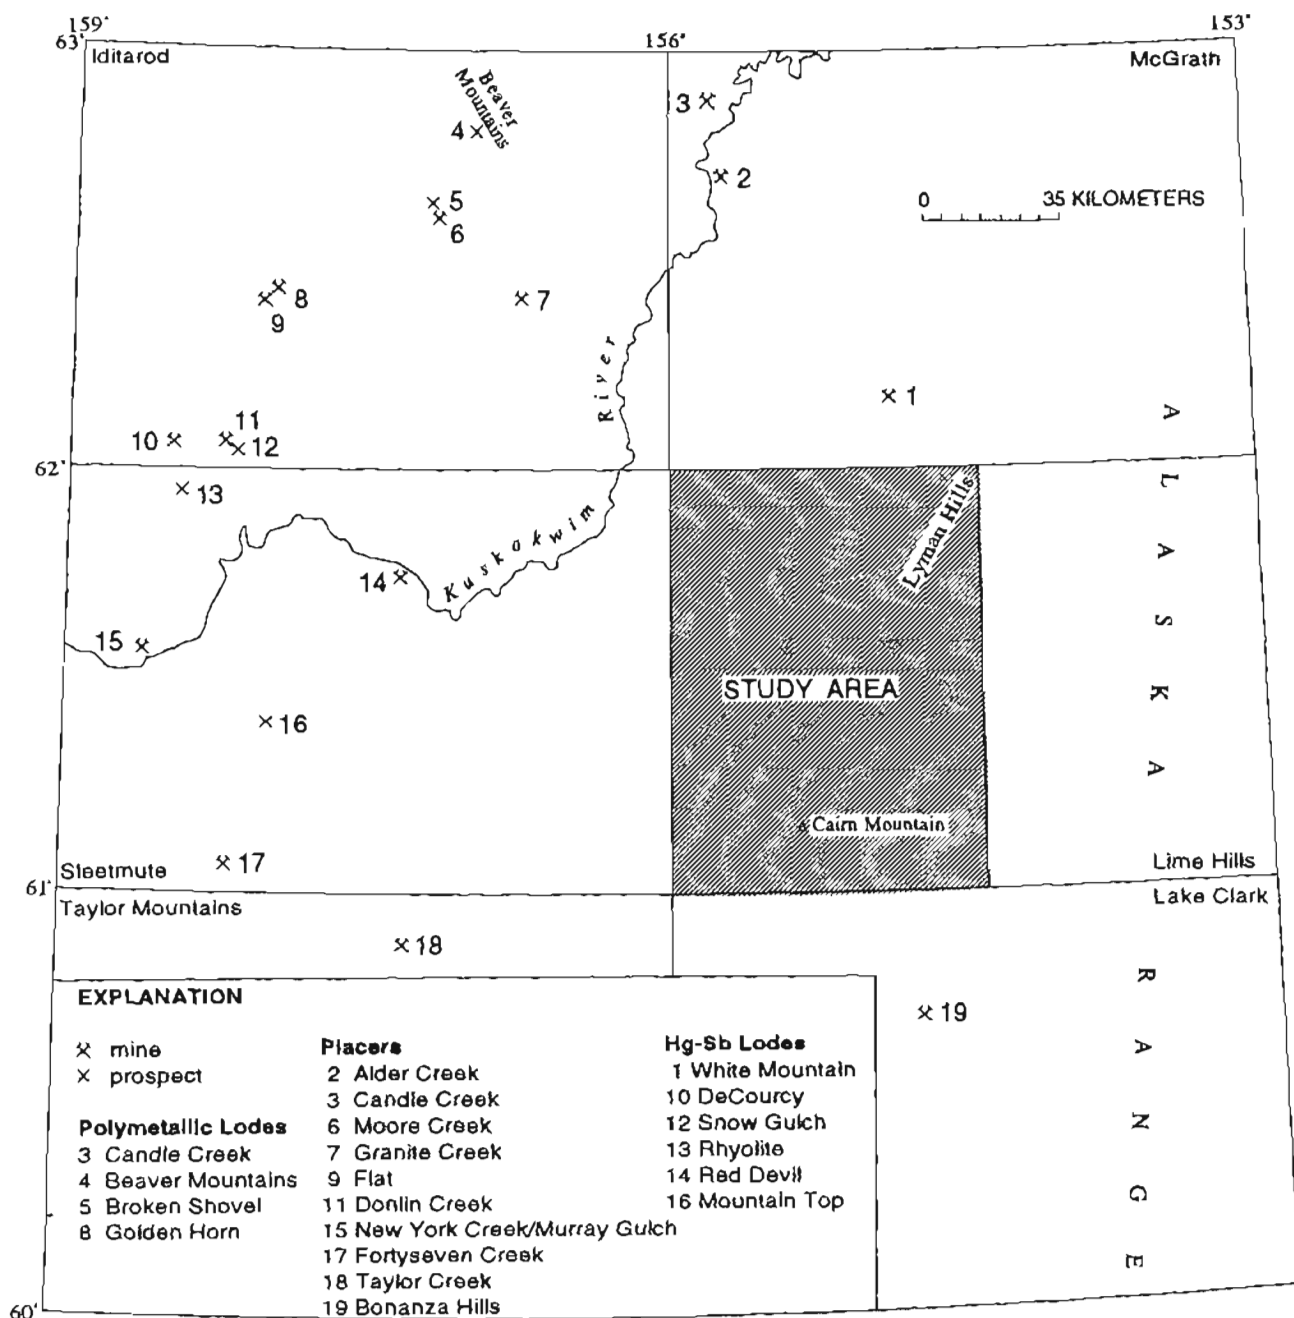 159°
156°
153°
63°
Iditarod
McGrath
Beaver
Mountains
3
4
2
0 35 KILOMETERS
5
6
8
7
9
River
1
11
10
12
62°
13
Kuskokwim
Lyman Hills
14
15
STUDY AREA
16
Cairn Mountain
17
Sleetmute
Lime Hills
61°
Taylor Mountains
Lake Clark
18
19
ALASKA
RANGE
EXPLANATION
mine
prospect
Polymetallic Lodes
3 Candle Creek
4 Beaver Mountains
5 Broken Shovel
8 Golden Horn
Placers
2 Alder Creek
3 Candle Creek
6 Moore Creek
7 Granite Creek
9 Flat
11 Donlin Creek
15 New York Creek/Murray Gulch
17 Fortyseven Creek
18 Taylor Creek
19 Bonanza Hills
Hg-Sb Lodes
1 White Mountain
10 DeCourcy
12 Snow Gulch
13 Rhyolite
14 Red Devil
16 Mountain Top
60°